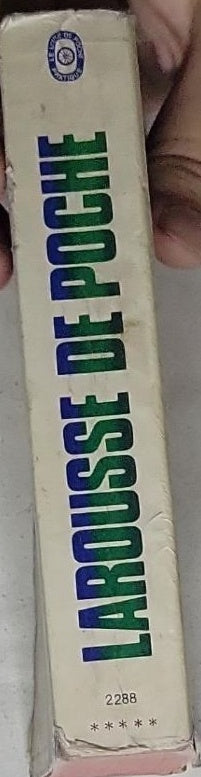 LE LIVRE DE POCHE
PRATIQUE
LAROUSSE DE POCHE
2288
*****